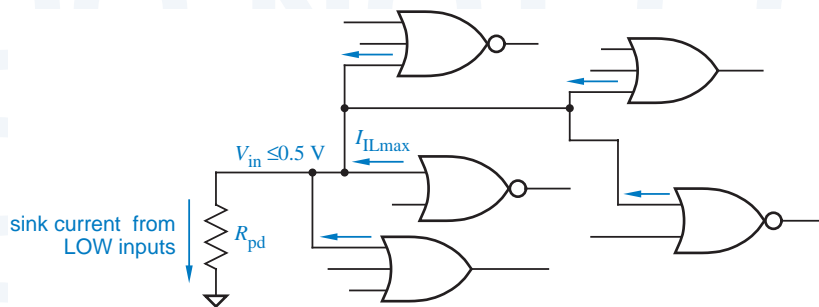 V_in ≤0.5 V
I_ILmax
sink current from
LOW inputs
R_pd